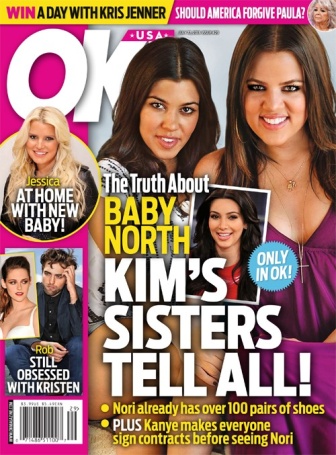 WIN A DAY WITH KRIS JENNER
SHOULD AMERICA FORGIVE PAULA?
USA
OK!
Jessica
AT HOME
WITH NEW
BABY!
The Truth About
BABY
NORTH
KIM'S
SISTERS
TELL ALL!
ONLY
IN OK!
Rob
STILL
OBSESSED
WITH KRISTEN
• Nori already has over 100 pairs of shoes
• PLUS Kanye makes everyone
sign contracts before seeing Nori